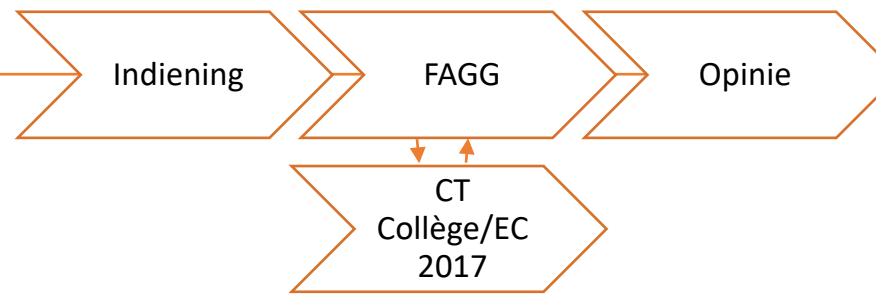 Indiening
FAGG
Opinie
CT
Collège/EC
2017